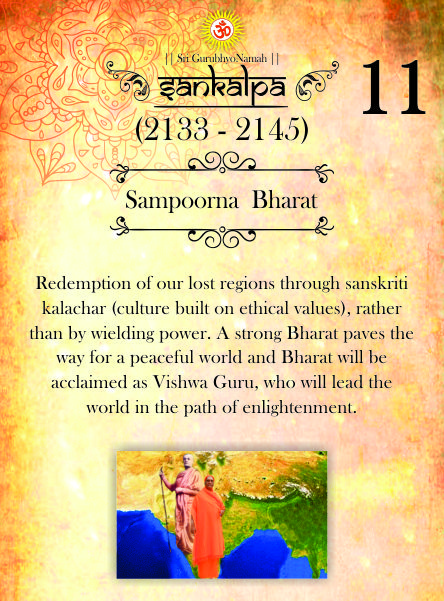 ॐ
|| Sri GurubhyoNamah ||
sankalpa
11
(2133 - 2145)
Sampoorna Bharat
Redemption of our lost regions through sanskriti
kalachar (culture built on ethical values), rather
than by wielding power. A strong Bharat paves the
way for a peaceful world and Bharat will be
acclaimed as Vishwa Guru, who will lead the
world in the path of enlightenment.